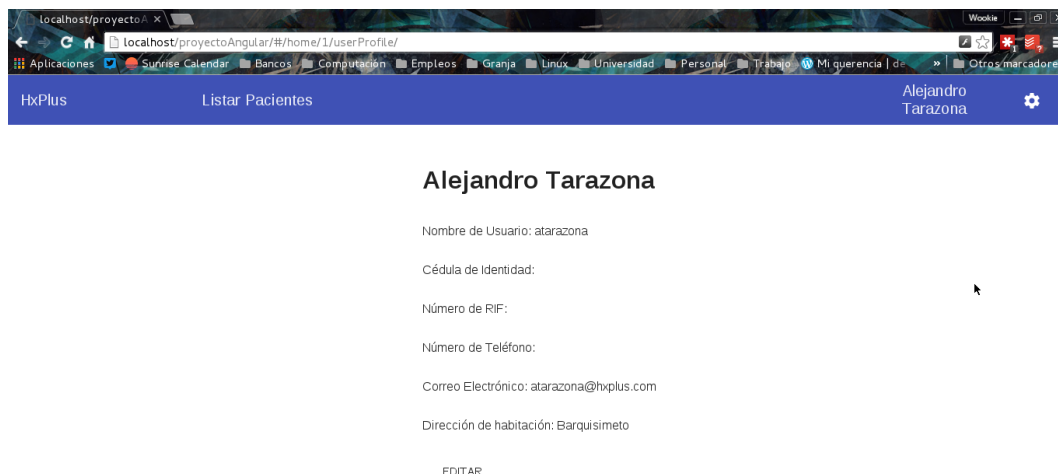 localhost/proyectoA
Wookie
localhost/proyectoAngular/#/home/1/userProfile/
Aplicaciones Sunrise Calendar Bancos Computación Empleos Granja Linux Universidad Personal Trabajo Mi querencia | de » Otros marcadore
HxPlus Listar Pacientes Alejandro
Tarazona
Alejandro Tarazona
Nombre de Usuario: atarazona
Cédula de Identidad:
Número de RIF:
Número de Teléfono:
Correo Electrónico: atarazona@hxplus.com
Dirección de habitación: Barquisimeto
EDITAR